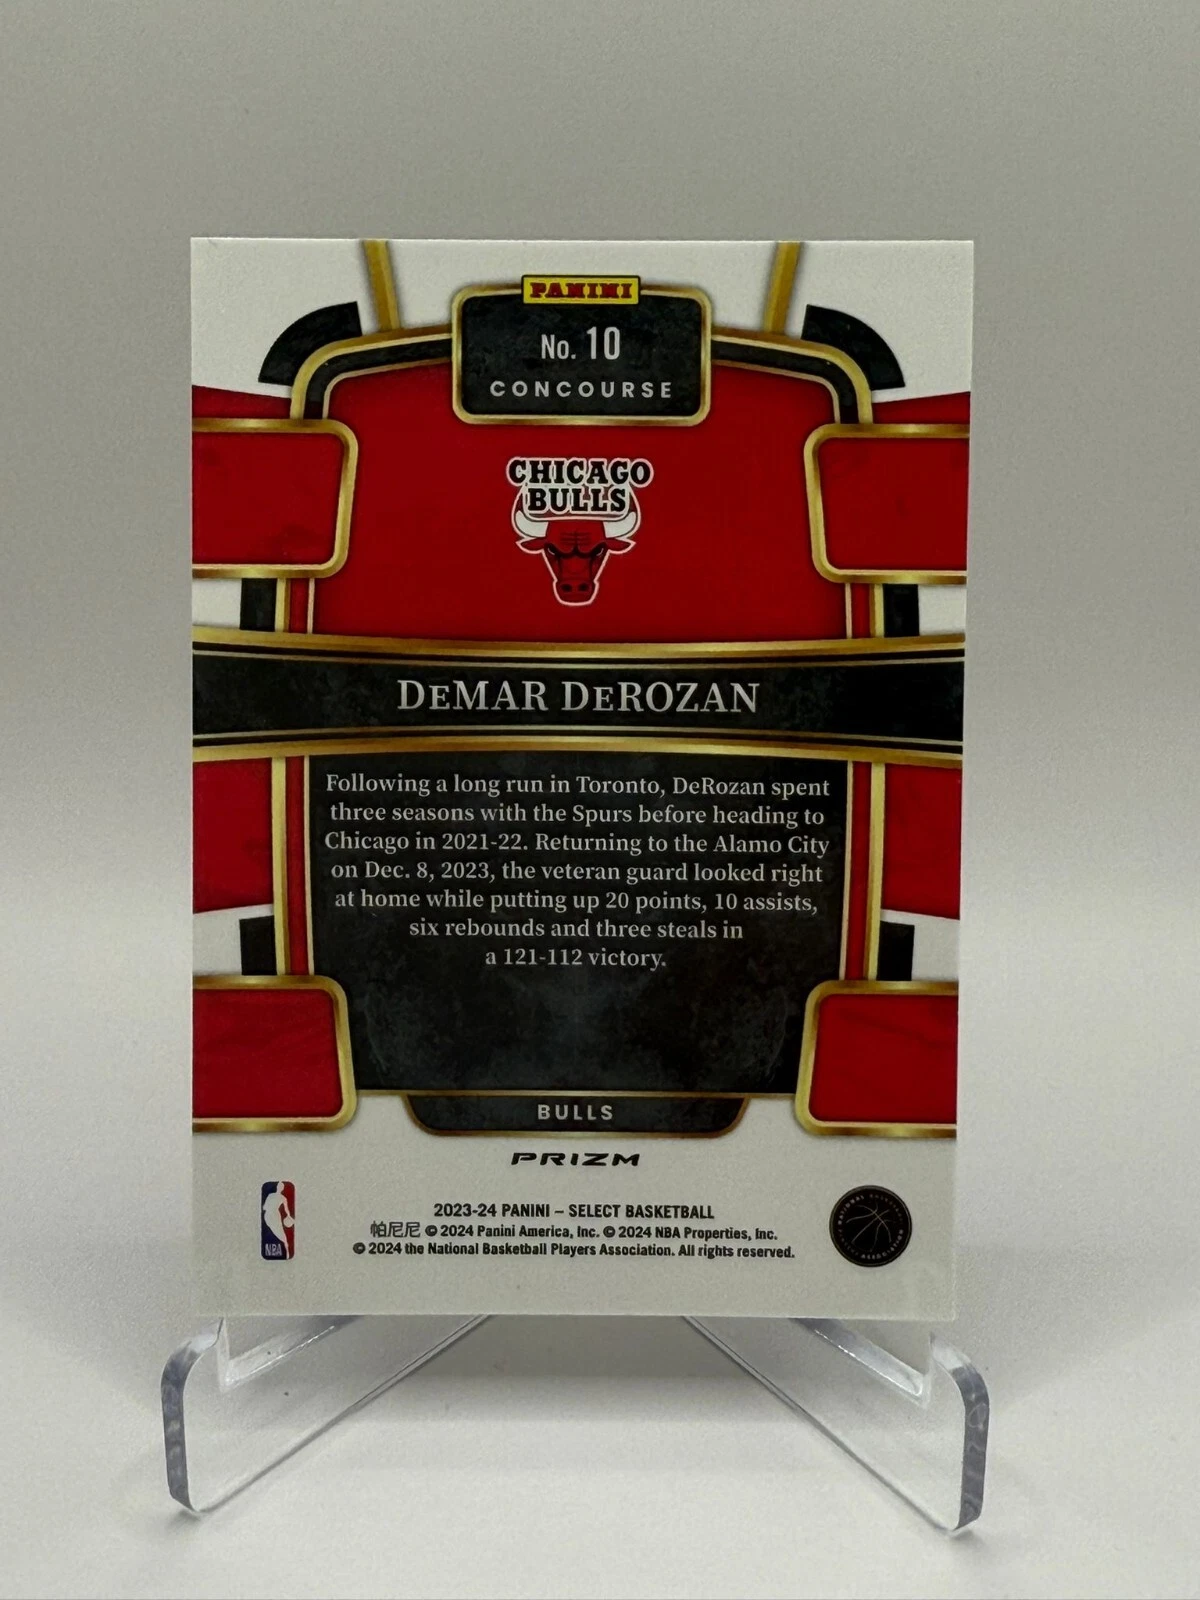 PANINI
No. 10
CONCOURSE
CHICAGO
BULLS
DeMAR DeROZAN
Following a long run in Toronto, DeRozan spent
three seasons with the Spurs before heading to
Chicago in 2021-22. Returning to the Alamo City
on Dec. 8, 2023, the veteran guard looked right
at home while putting up 20 points, 10 assists,
six rebounds and three steals in
a 121-112 victory.
BULLS
PRIZM
NBA
2023-24 PANINI – SELECT BASKETBALL
帕尼尼 © 2024 Panini America, Inc. © 2024 NBA Properties, Inc.
© 2024 the National Basketball Players Association. All rights reserved.